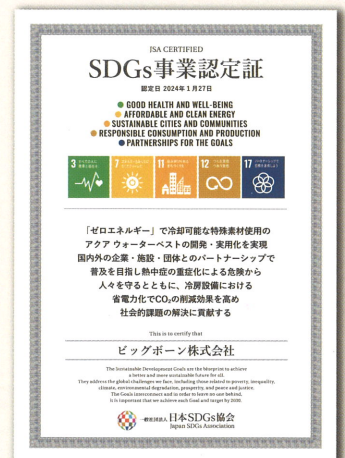 JSA CERTIFIED
SDGs事業認定証
認定日 2024年1月27日
GOOD HEALTH AND WELL-BEING
AFFORDABLE AND CLEAN ENERGY
SUSTAINABLE CITIES AND COMMUNITIES
RESPONSIBLE CONSUMPTION AND PRODUCTION
PARTNERSHIPS FOR THE GOALS
3 7 11 12 17
「ゼロエネルギー」で冷却可能な特殊素材使用の
アクア ウォーターベストの開発・実用化を実現
国内外の企業・施設・団体とのパートナーシップで
普及を目指し熱中症の重症化による危険から
人々を守るとともに、冷房設備における
省電力化でCO₂の削減効果を高め
社会的課題の解決に貢献する
This is to certify that
ビッグボーン株式会社
The Sustainable Development Goals are the blueprint to achieve
a better and more sustainable future for all.
They address the global challenges we face, including those related to poverty, inequality,
climate, environmental degradation, prosperity, and peace and justice.
The Goals interconnect and in order to leave no one behind,
it is important that we achieve each Goal and target by 2030.
一般社団法人 日本SDGs協会
Japan SDGs Association